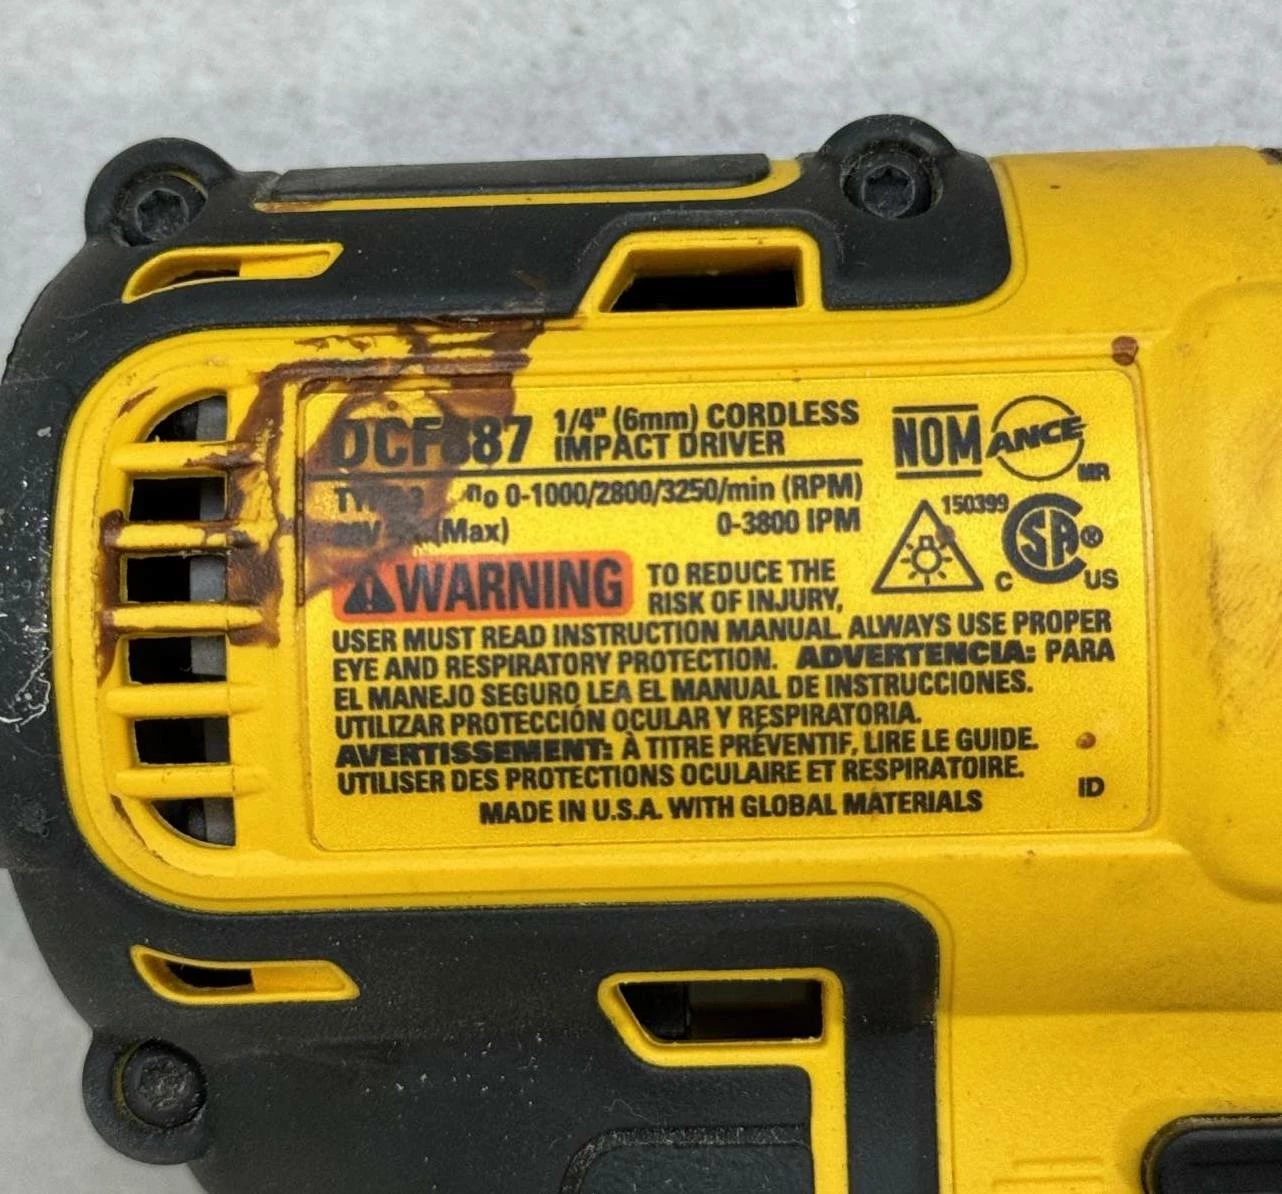 DCF887 1/4" (6mm) CORDLESS
IMPACT DRIVER
NOM ANCE MR
no 0-1000/2800/3250/min (RPM)
(Max) 0-3800 IPM
150399
C SA ® US
WARNING TO REDUCE THE
RISK OF INJURY,
USER MUST READ INSTRUCTION MANUAL. ALWAYS USE PROPER
EYE AND RESPIRATORY PROTECTION. ADVERTENCIA: PARA
EL MANEJO SEGURO LEA EL MANUAL DE INSTRUCCIONES.
UTILIZAR PROTECCIÓN OCULAR Y RESPIRATORIA.
AVERTISSEMENT: À TITRE PRÉVENTIF, LIRE LE GUIDE.
UTILISER DES PROTECTIONS OCULAIRE ET RESPIRATOIRE.
ID
MADE IN U.S.A. WITH GLOBAL MATERIALS